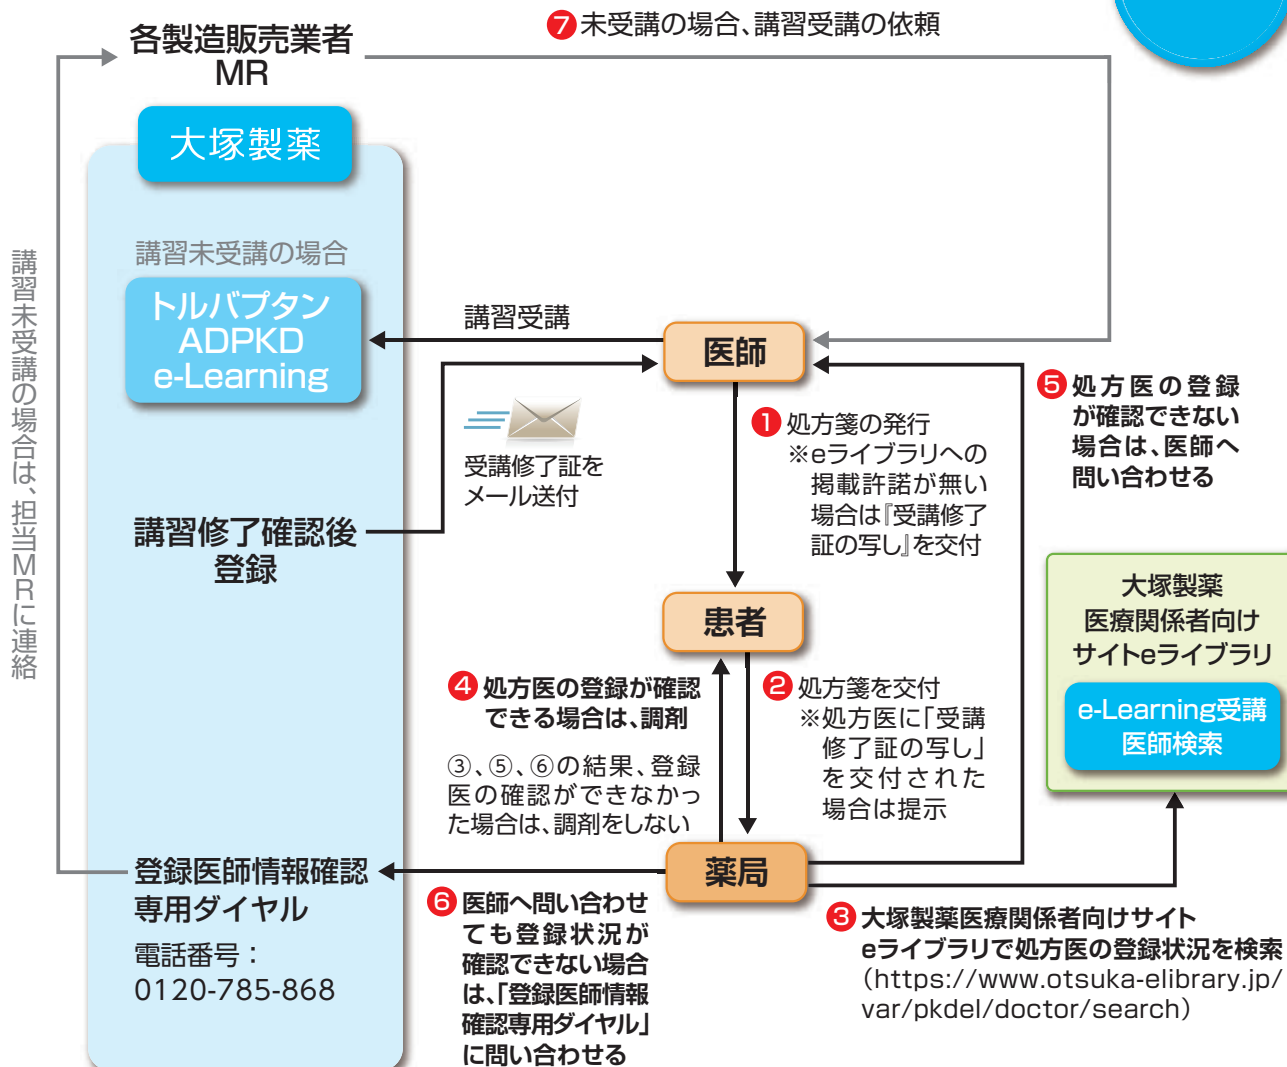 ⑦未受講の場合、講習受講の依頼
各製造販売業者
MR
大塚製薬
講習未受講の場合
トルバプタン
ADPKD
e-Learning
講習受講
医師
受講修了証を
メール送付
講習修了確認後
登録
①処方箋の発行
※eライブラリへの
掲載許諾が無い
場合は『受講修了
証の写し』を交付
⑤処方医の登録
が確認できない
場合は、医師へ
問い合わせる
講習未受講の場合は、担当MRに連絡
患者
大塚製薬
医療関係者向け
サイトeライブラリ
e-Learning受講
医師検索
④処方医の登録が確認
できる場合は、調剤
③、⑤、⑥の結果、登録
医の確認ができなかっ
た場合は、調剤をしない
②処方箋を交付
※処方医に「受講
修了証の写し」
を交付された
場合は提示
薬局
登録医師情報確認
専用ダイヤル
電話番号：
0120-785-868
⑥医師へ問い合わせ
ても登録状況が
確認できない場合
は、「登録医師情報
確認専用ダイヤル」
に問い合わせる
③大塚製薬医療関係者向けサイト
eライブラリで処方医の登録状況を検索
（https://www.otsuka-elibrary.jp/
var/pkdel/doctor/search）